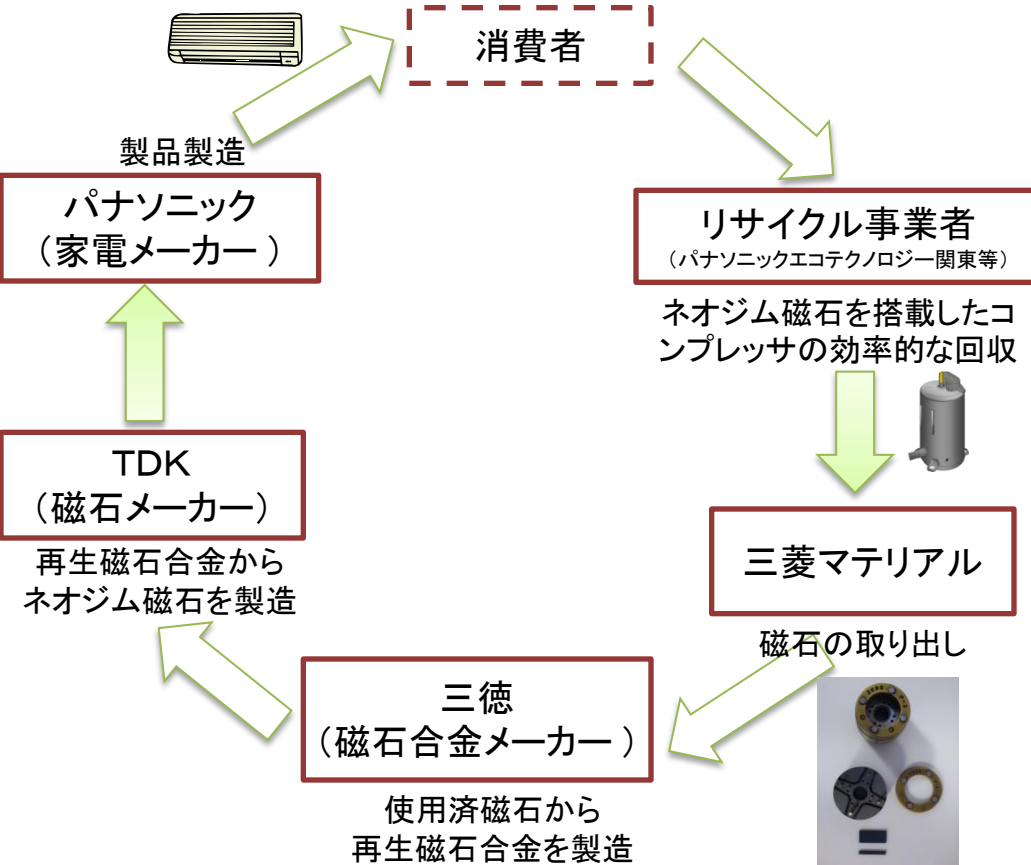 消費者
製品製造
パナソニック
（家電メーカー ）
リサイクル事業者
（パナソニックエコテクノロジー関東等）
ネオジム磁石を搭載したコ
ンプレッサの効率的な回収
TDK
（磁石メーカー）
再生磁石合金から
ネオジム磁石を製造
三菱マテリアル
磁石の取り出し
三徳
（磁石合金メーカー ）
使用済磁石から
再生磁石合金を製造